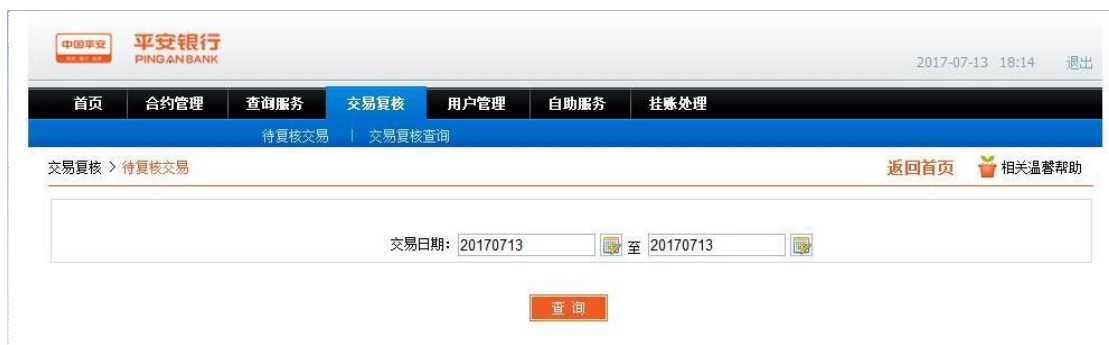 中国平安
平安银行
PING AN BANK
2017-07-13 18:14 退出
首页 合约管理 查询服务 交易复核 用户管理 自助服务 挂账处理
待复核交易 | 交易复核查询
交易复核 > 待复核交易 返回首页 相关温馨帮助
交易日期: 20170713 至 20170713
查 询